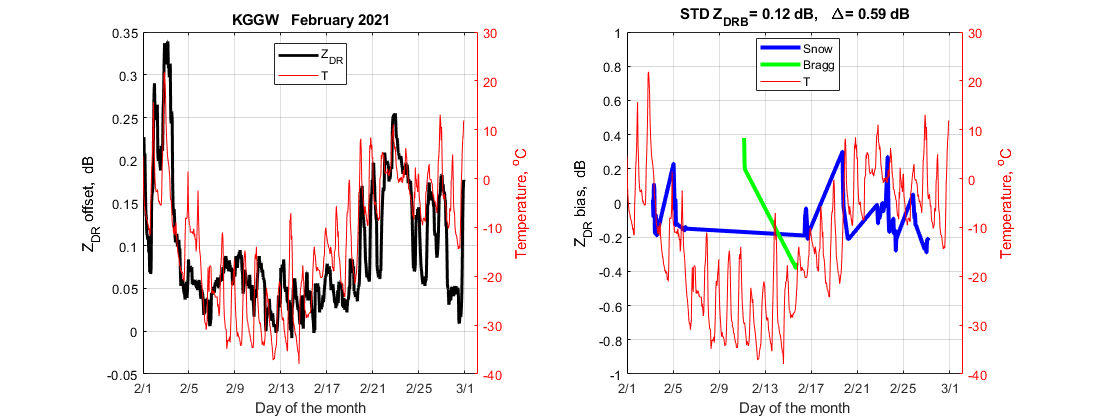 KGGW February 2021
Z_DR
T
0.35
0.3
0.25
0.2
0.15
0.1
0.05
0
-0.05
Z_DR offset, dB
30
20
10
0
-10
-20
-30
-40
Temperature, °C
2/1 2/5 2/9 2/13 2/17 2/21 2/25 3/1
Day of the month
STD Z_DRB = 0.12 dB, Δ= 0.59 dB
Snow
Bragg
T
1
0.8
0.6
0.4
0.2
0
-0.2
-0.4
-0.6
-0.8
-1
Z_DR bias, dB
30
20
10
0
-10
-20
-30
-40
Temperature, °C
2/1 2/5 2/9 2/13 2/17 2/21 2/25 3/1
Day of the month